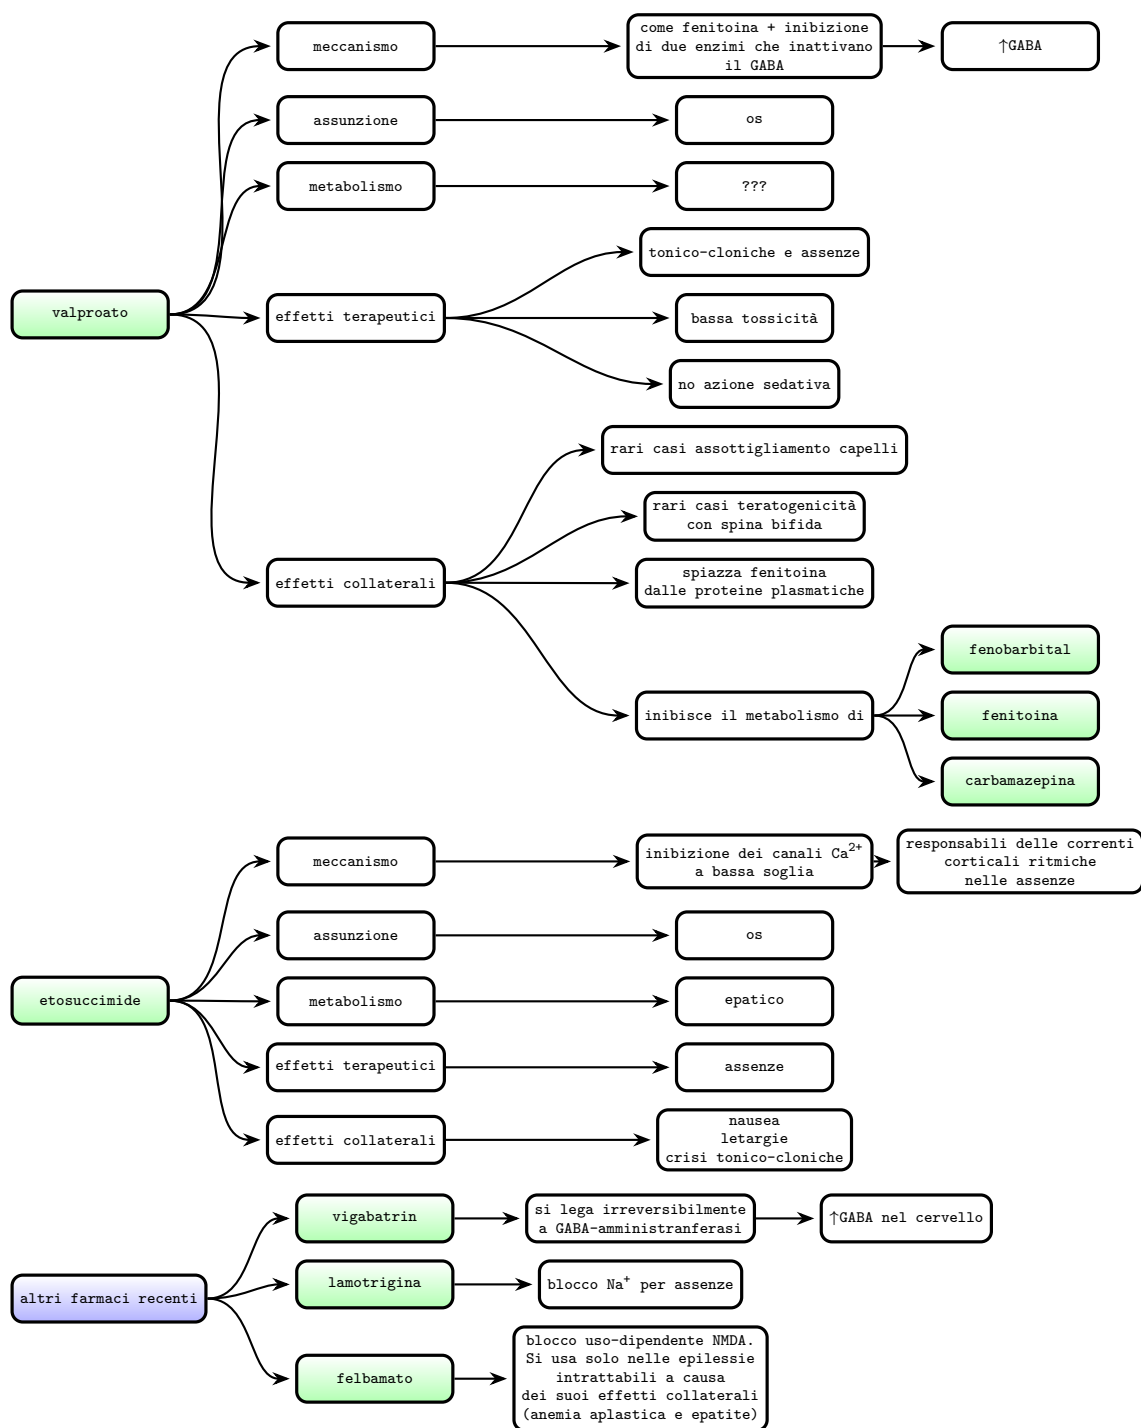 valproato
meccanismo
come fenitoina + inibizione
di due enzimi che inattivano
il GABA
↑GABA
assunzione
os
metabolismo
???
effetti terapeutici
tonico-cloniche e assenze
bassa tossicità
no azione sedativa
effetti collaterali
rari casi assottigliamento capelli
rari casi teratogenicità
con spina bifida
spiazza fenitoina
dalle proteine plasmatiche
inibisce il metabolismo di
fenobarbital
fenitoina
carbamazepina
etosuccimide
meccanismo
inibizione dei canali Ca²⁺
a bassa soglia
responsabili delle correnti
corticali ritmiche
nelle assenze
assunzione
os
metabolismo
epatico
effetti terapeutici
assenze
effetti collaterali
nausea
letargie
crisi tonico-cloniche
altri farmaci recenti
vigabatrin
si lega irreversibilmente
a GABA-amministranferasi
↑GABA nel cervello
lamotrigina
blocco Na⁺ per assenze
felbamato
blocco uso-dipendente NMDA.
Si usa solo nelle epilessie
intrattabili a causa
dei suoi effetti collaterali
(anemia aplastica e epatite)